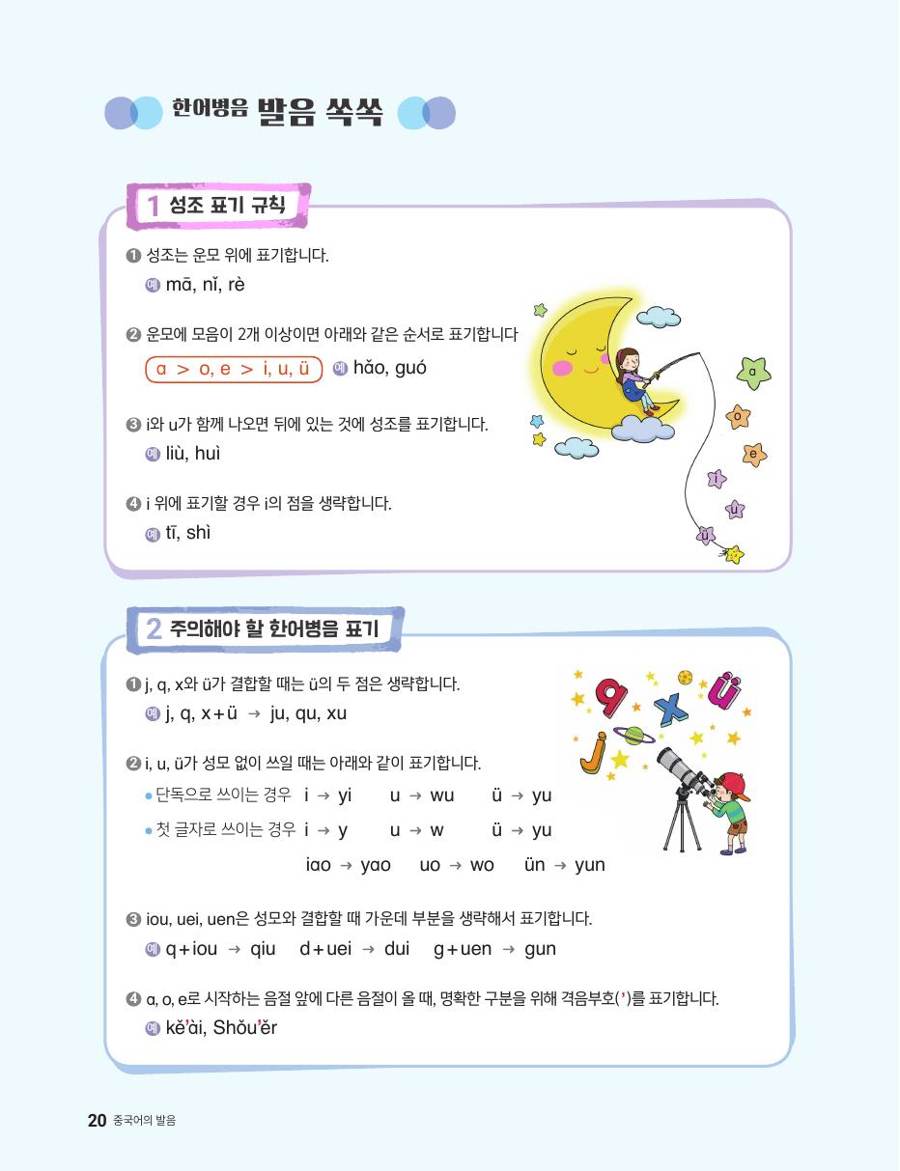 한어병음 발음 쏙쏙
1 성조 표기 규칙
❶ 성조는 운모 위에 표기합니다.
예 mā, nǐ, rè
❷ 운모에 모음이 2개 이상이면 아래와 같은 순서로 표기합니다
a > o, e > i, u, ü 예 hǎo, guó
❸ i와 u가 함께 나오면 뒤에 있는 것에 성조를 표기합니다.
예 liù, huì
❹ i 위에 표기할 경우 i의 점을 생략합니다.
예 tī, shì
a
o
e
i
u
ü
2 주의해야 할 한어병음 표기
❶ j, q, x와 ü가 결합할 때는 ü의 두 점은 생략합니다.
예 j, q, x+ü → ju, qu, xu
q x ü
j
❷ i, u, ü가 성모 없이 쓰일 때는 아래와 같이 표기합니다.
• 단독으로 쓰이는 경우 i → yi u → wu ü → yu
• 첫 글자로 쓰이는 경우 i → y u → w ü → yu
iao → yao uo → wo ün → yun
❸ iou, uei, uen은 성모와 결합할 때 가운데 부분을 생략해서 표기합니다.
예 q+iou → qiu d+uei → dui g+uen → gun
❹ a, o, e로 시작하는 음절 앞에 다른 음절이 올 때, 명확한 구분을 위해 격음부호(’)를 표기합니다.
예 kě’ài, Shǒu’ěr
20 중국어의 발음